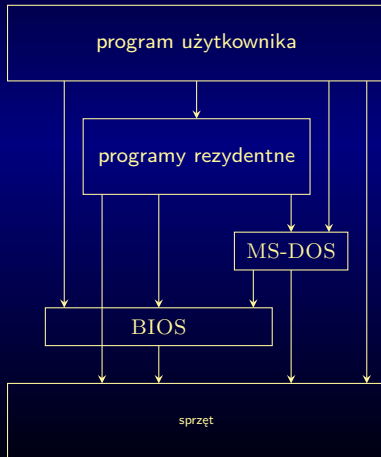 program użytkownika
programy rezydentne
MS-DOS
BIOS
sprzęt